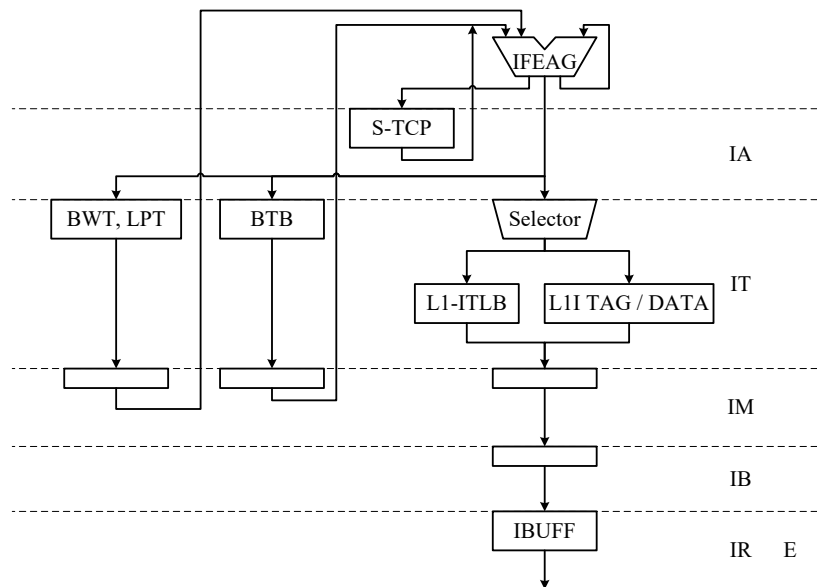 IFEAG
S-TCP
IA
BWT, LPT
BTB
Selector
L1-ITLB
L1I TAG / DATA
IT
IM
IB
IBUFF
IR E